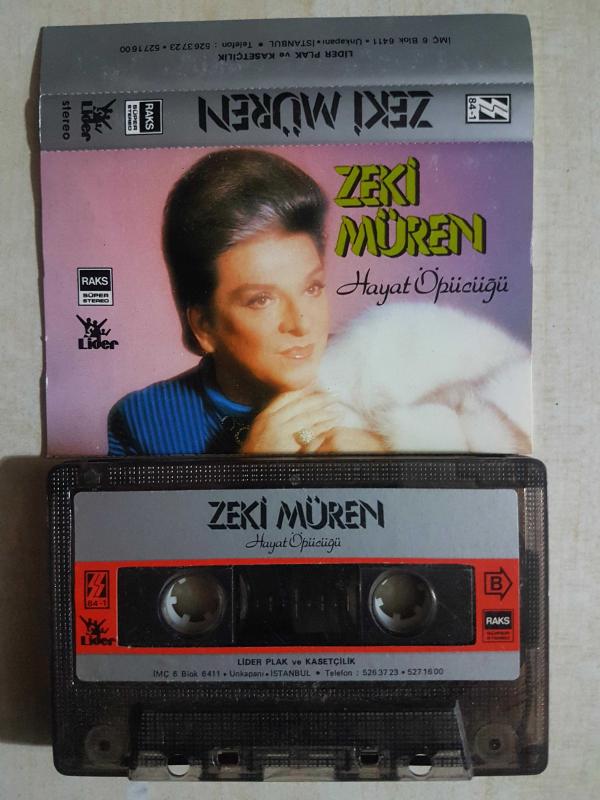 İMÇ 6 Blok 6411 • Unkapanı • İSTANBUL • Telefon : 526 37 23 • 527 16 00
LİDER PLAK ve KASETÇİLİK
84-1
ZEKİ MÜREN
RAKS
SÜPER
STEREO
Lider
stereo
ZEKİ
MÜREN
Hayat Öpücüğü
RAKS
SÜPER
STEREO
Lider
ZEKİ MÜREN
Hayat Öpücüğü
84-1
B
Lider
RAKS
SÜPER
STEREO
LİDER PLAK ve KASETÇİLİK
İMÇ 6 Blok 6411 • Unkapanı • İSTANBUL • Telefon : 526 37 23 • 527 16 00